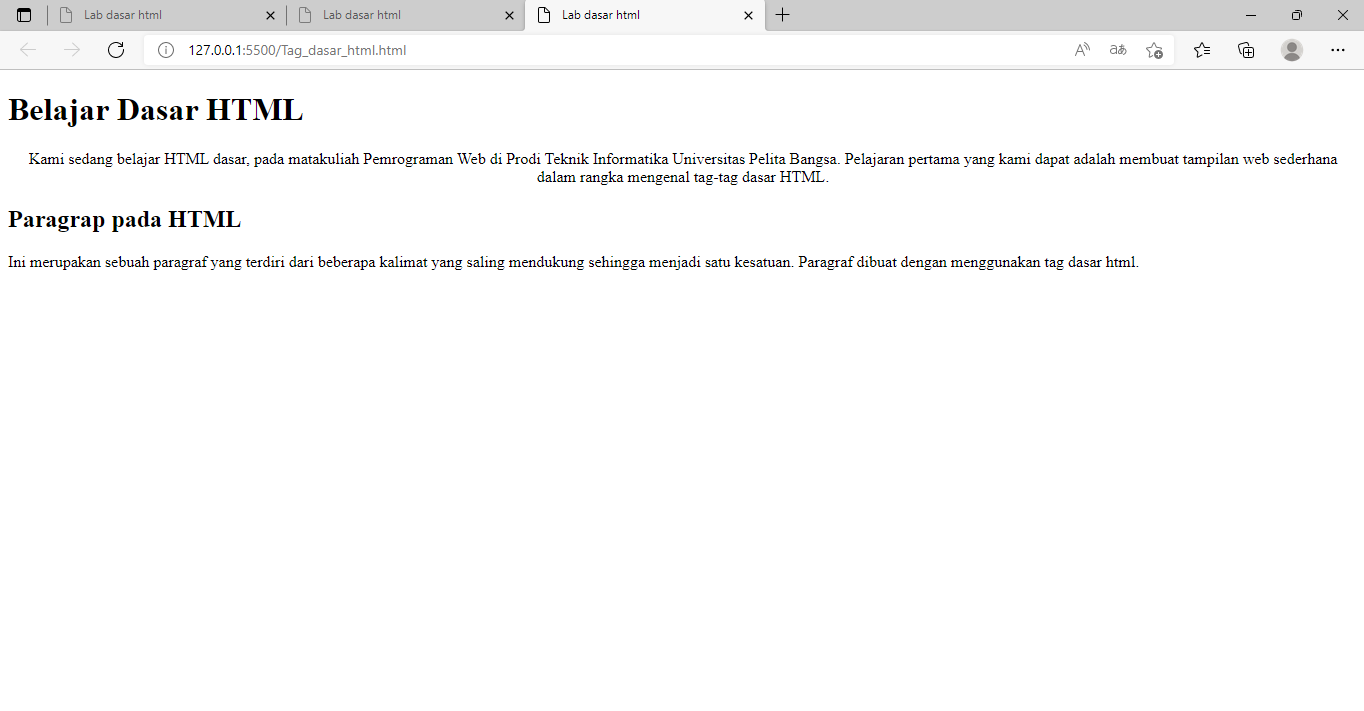 Lab dasar html
Lab dasar html
Lab dasar html
127.0.0.1:5500/Tag_dasar_html.html
Belajar Dasar HTML
Kami sedang belajar HTML dasar, pada matakuliah Pemrograman Web di Prodi Teknik Informatika Universitas Pelita Bangsa. Pelajaran pertama yang kami dapat adalah membuat tampilan web sederhana
dalam rangka mengenal tag-tag dasar HTML.
Paragrap pada HTML
Ini merupakan sebuah paragraf yang terdiri dari beberapa kalimat yang saling mendukung sehingga menjadi satu kesatuan. Paragraf dibuat dengan menggunakan tag dasar html.